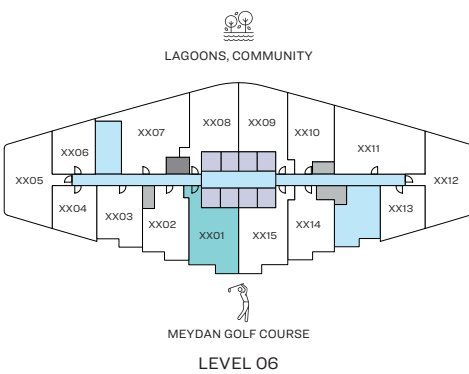 LAGOONS, COMMUNITY
XX08 XX09
XX07 XX10
XX06 XX11
XX05 XX12
XX04 XX03 XX02 XX01 XX15 XX14 XX13
MEYDAN GOLF COURSE
LEVEL 06